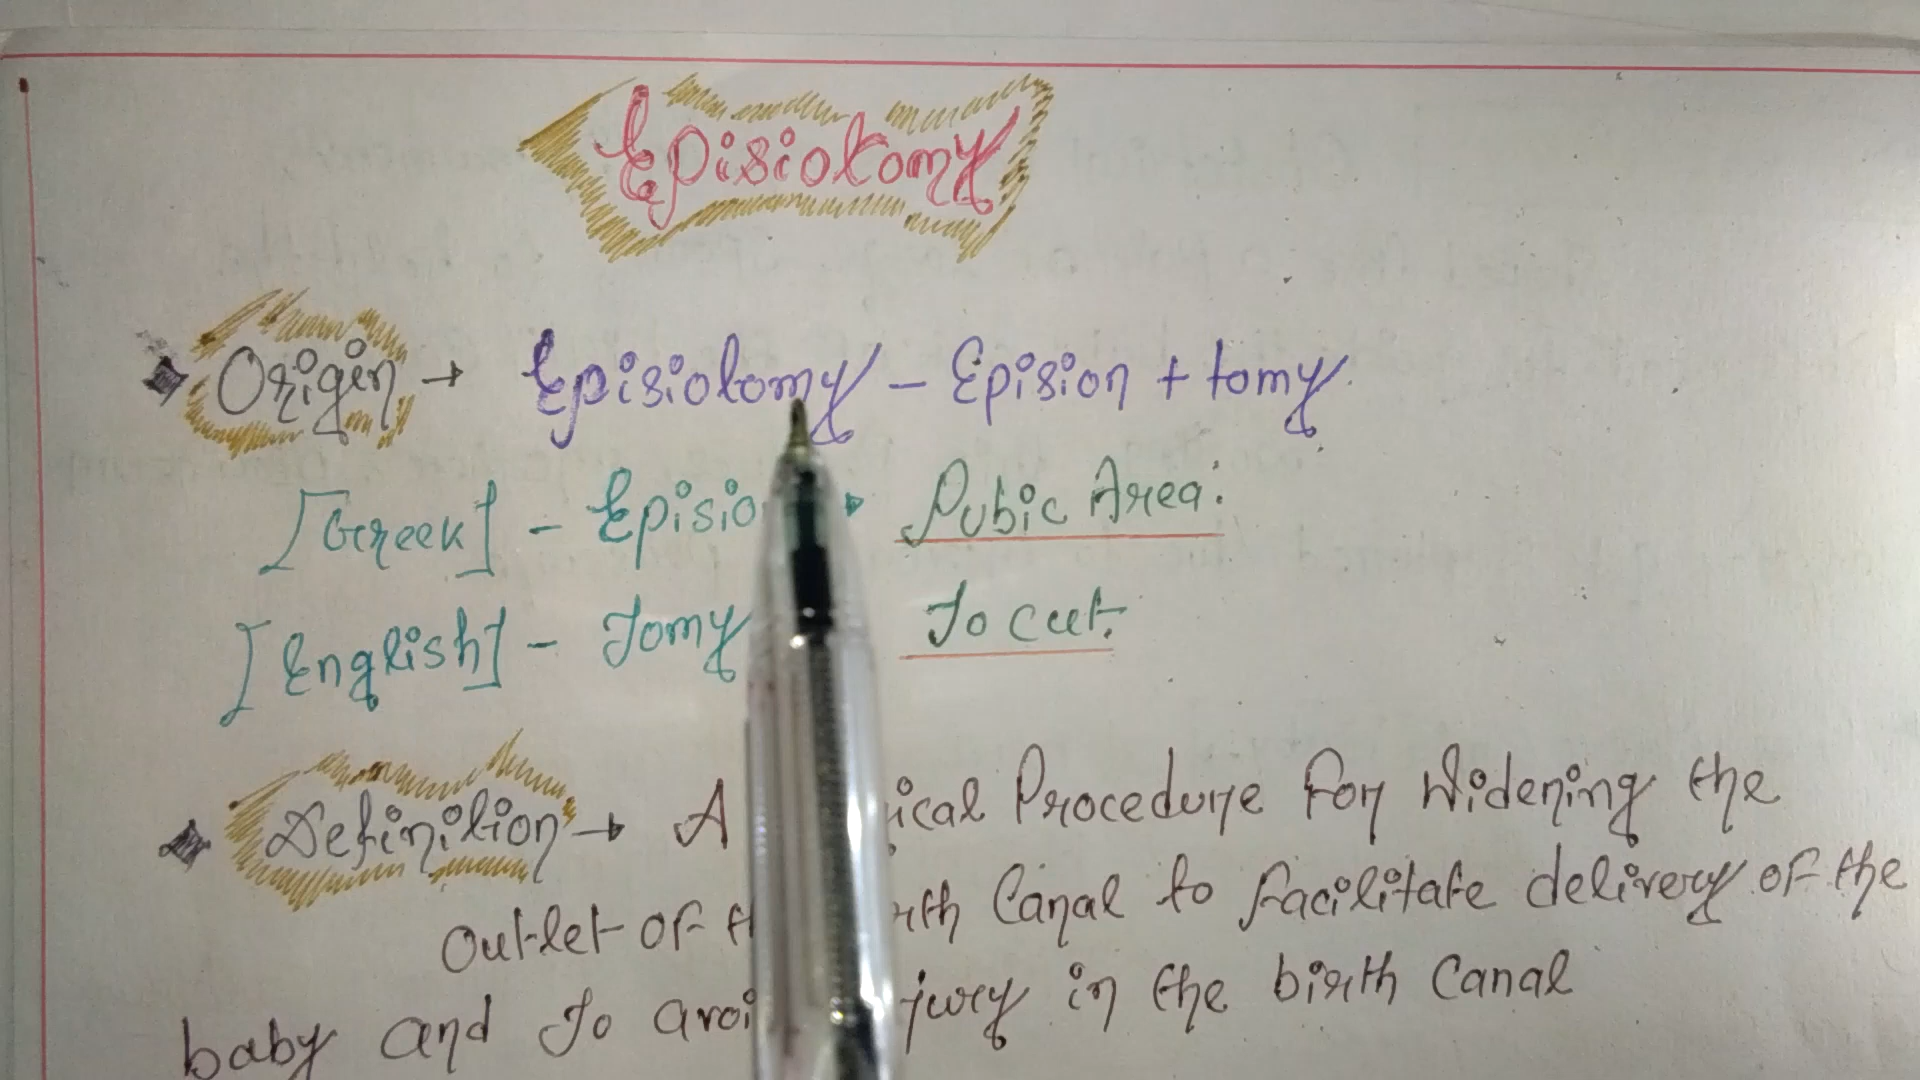 Episiotomy
Origin → Episiotomy - Epision + tomy
[Greek] - Episio Pubic Area:
[English] - Tomy To cut.
Definition → A ical Procedure For Widening the
Outlet of th rth Canal to facilitate delivery of the
baby and To avoi jury in the birth Canal